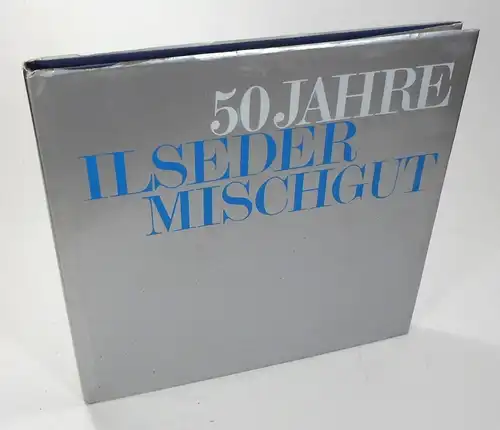 50 JAHRE
ILSEDER
MISCHGUT